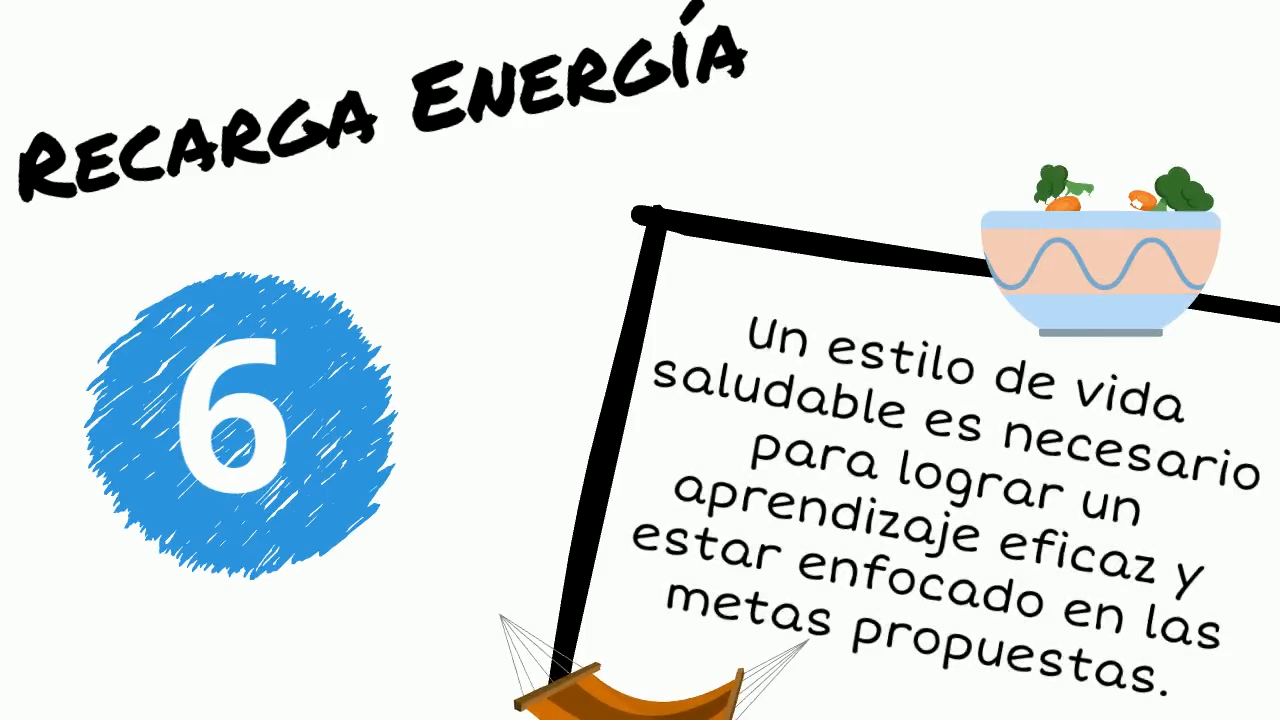 Recarga Energía
6
Un estilo de vida
saludable es necesario
para lograr un
aprendizaje eficaz y
estar enfocado en las
metas propuestas.